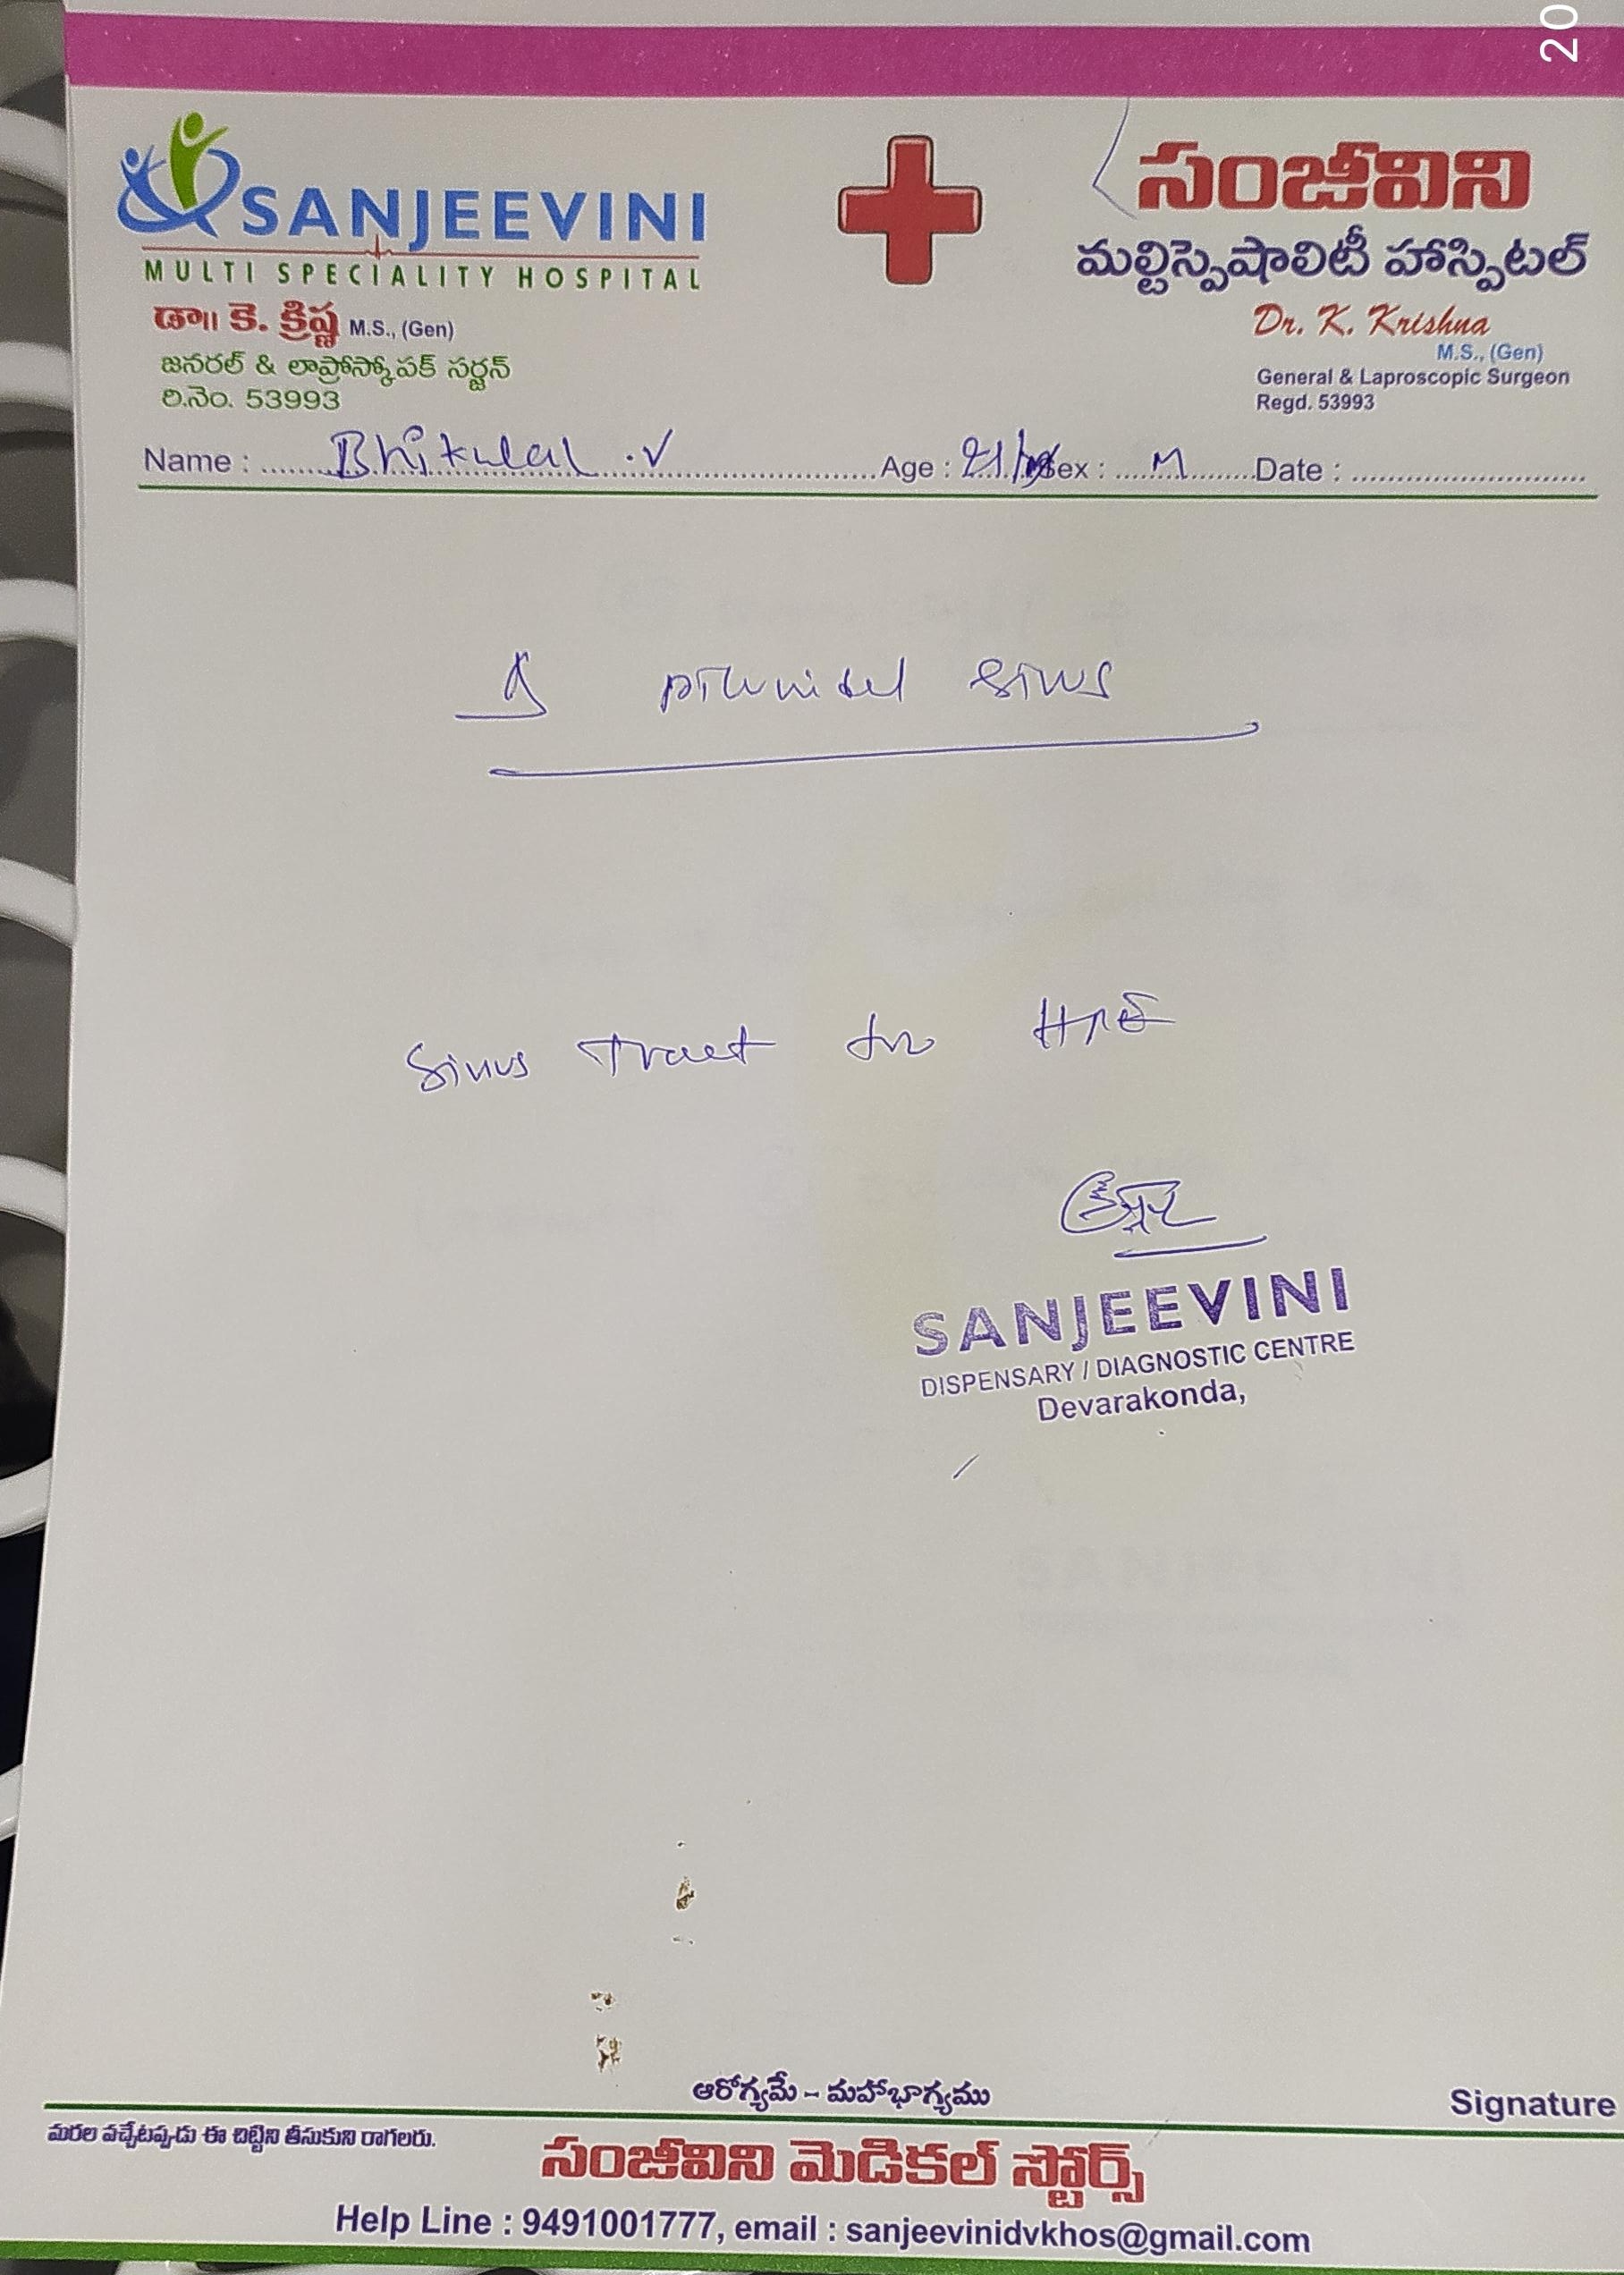 20
SANJEEVINI
MULTI SPECIALITY HOSPITAL
డా॥ కె. క్రిష్ణ M.S., (Gen)
జనరల్ & లాప్రోస్కోపక్ సర్జన్
రి.నెం. 53993
సంజీవిని
మల్టిస్పెషాలిటీ హాస్పిటల్
Dr. K. Krishna
M.S., (Gen)
General & Laproscopic Surgeon
Regd. 53993
Name : Bhikulal .V Age : 21 Sex : M Date :
sinus
Sinus Tract for HPE
SANJEEVINI
DISPENSARY / DIAGNOSTIC CENTRE
Devarakonda,
ఆరోగ్యమే - మహాభాగ్యము
Signature
మరల వచ్చేటప్పుడు ఈ చిట్టిని తీసుకుని రాగలరు.
సంజీవిని మెడికల్ స్టోర్స్
Help Line : 9491001777, email : sanjeevinidvkhos@gmail.com